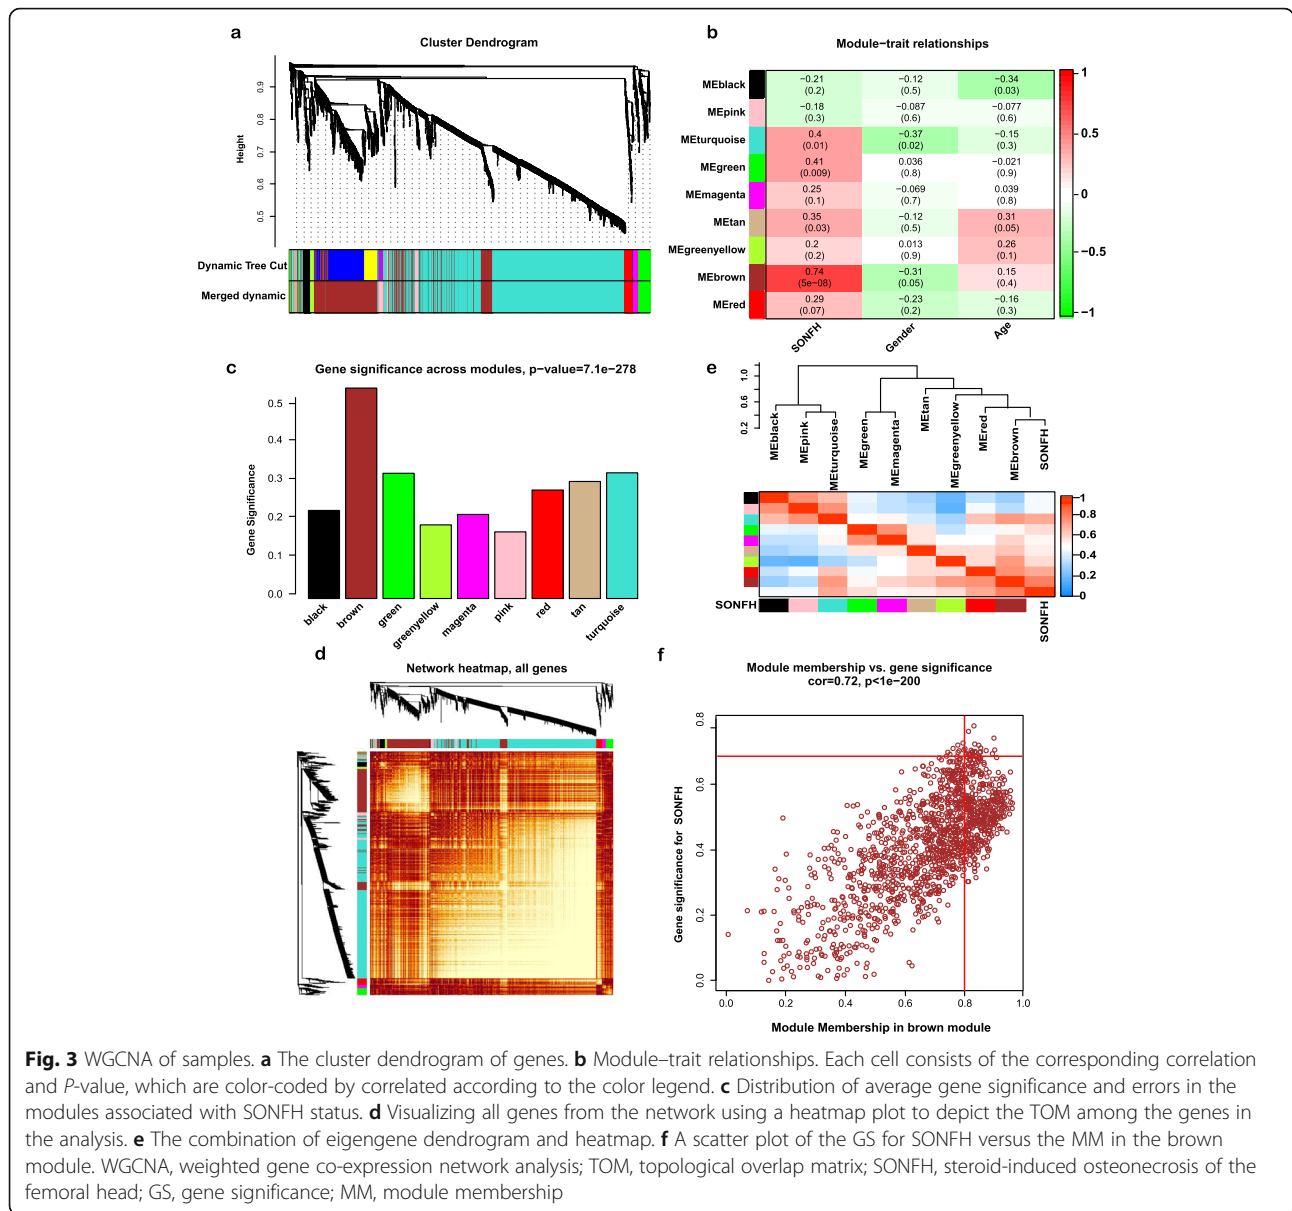 a
Cluster Dendrogram
Height
0.9
0.8
0.7
0.6
0.5
Dynamic Tree Cut
Merged dynamic
b
Module−trait relationships
MEblack
MEpink
MEturquoise
MEgreen
MEmagenta
MEtan
MEgreenyellow
MEbrown
MEred
−0.21 −0.12 −0.34
(0.2) (0.5) (0.03)
−0.18 −0.087 −0.077
(0.3) (0.6) (0.6)
0.4 −0.37 −0.15
(0.01) (0.02) (0.3)
0.41 0.036 −0.021
(0.009) (0.8) (0.9)
0.25 −0.069 0.039
(0.1) (0.7) (0.8)
0.35 −0.12 0.31
(0.03) (0.5) (0.05)
0.2 0.013 0.26
(0.2) (0.9) (0.1)
0.74 −0.31 0.15
(5e−08) (0.05) (0.4)
0.29 −0.23 −0.16
(0.07) (0.2) (0.3)
SONFH Gender Age
1
0.5
0
−0.5
−1
c
Gene significance across modules, p−value=7.1e−278
Gene Significance
0.5
0.4
0.3
0.2
0.1
0.0
black brown green greenyellow magenta pink red tan turquoise
e
1.0
0.6
0.2
MEblack
MEpink
MEturquoise
MEgreen
MEmagenta
MEtan
MEgreenyellow
MEred
MEbrown
SONFH
1
0.8
0.6
0.4
0.2
0
SONFH
SONFH
d
Network heatmap, all genes
f
Module membership vs. gene significance
cor=0.72, p<1e−200
Gene significance for SONFH
0.8
0.6
0.4
0.2
0.0
0.0 0.2 0.4 0.6 0.8 1.0
Module Membership in brown module
Fig. 3 WGCNA of samples. a The cluster dendrogram of genes. b Module–trait relationships. Each cell consists of the corresponding correlation
and P-value, which are color-coded by correlated according to the color legend. c Distribution of average gene significance and errors in the
modules associated with SONFH status. d Visualizing all genes from the network using a heatmap plot to depict the TOM among the genes in
the analysis. e The combination of eigengene dendrogram and heatmap. f A scatter plot of the GS for SONFH versus the MM in the brown
module. WGCNA, weighted gene co-expression network analysis; TOM, topological overlap matrix; SONFH, steroid-induced osteonecrosis of the
femoral head; GS, gene significance; MM, module membership